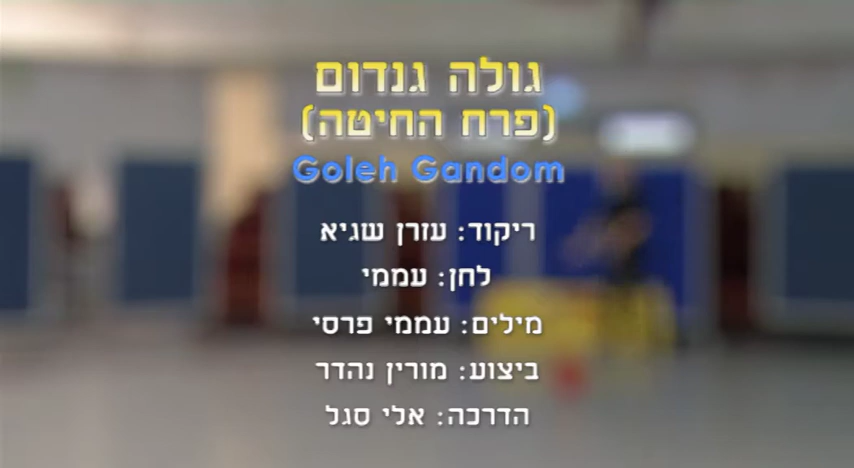 גולה גנדום
(פרח החיטה)
Goleh Gandom
ריקוד: עזרן שגיא
לחן: עממי
מילים: עממי פרסי
ביצוע: מורין נהדר
הדרכה: אלי סגל